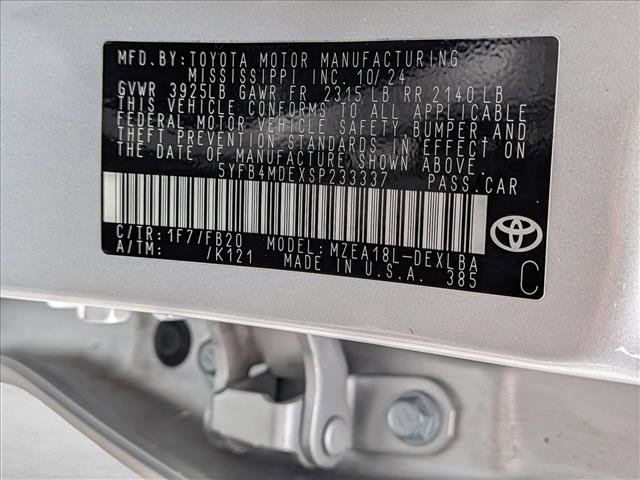 MFD.BY: TOYOTA MOTOR MANUFACTURING
MISSISSIPPI INC. 10/24
GVWR 3925LB GAWR FR 2315LB RR2140LB
THIS VEHICLE CONFORMS TO ALL APPLICABLE
FEDERAL MOTOR VEHICLE SAFETY BUMPER AND
THEFT PREVENTION STANDARDS IN EFFECT ON
THE DATE OF MANUFACTURE SHOWN ABOVE.
5YFB4MDEXSP233337 PASS.CAR
C/TR: 1F7/FB20 MODEL: MZEA18L-DEXLBA
A/TM: /K121 MADE IN U.S.A. 385
C